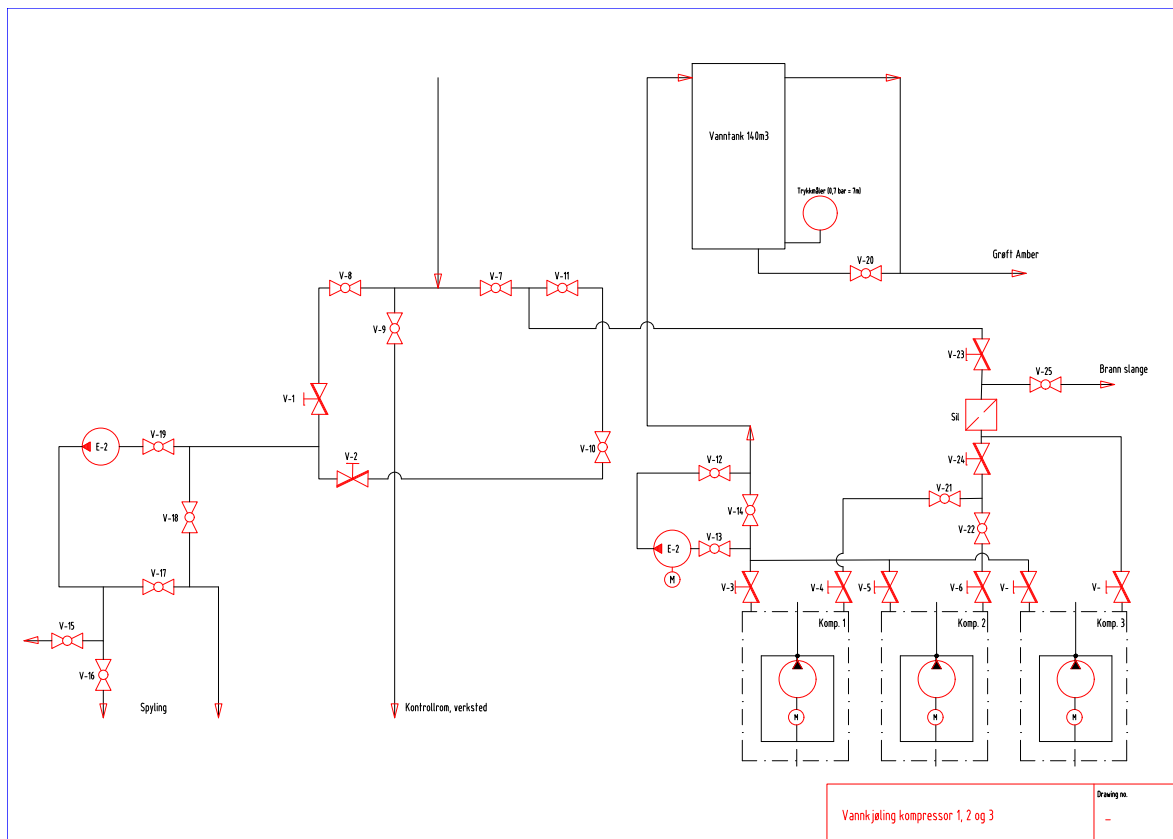 Vanntank 140m3
Trykkmåler (0,7 bar = 7m)
V-20
Grøft Amber
V-8
V-7
V-11
V-9
V-23
V-25
Brann slange
V-1
Sil
V-19
E-2
V-2
V-10
V-12
V-24
V-21
V-18
V-14
V-22
V-13
E-2
M
V-17
V-3
V-4
V-5
V-6
V-
V-
Komp. 1
Komp. 2
Komp. 3
V-15
V-16
Spyling
Kontrollrom, verksted
M
M
M
Vannkjøling kompressor 1, 2 og 3
Drawing no.
_